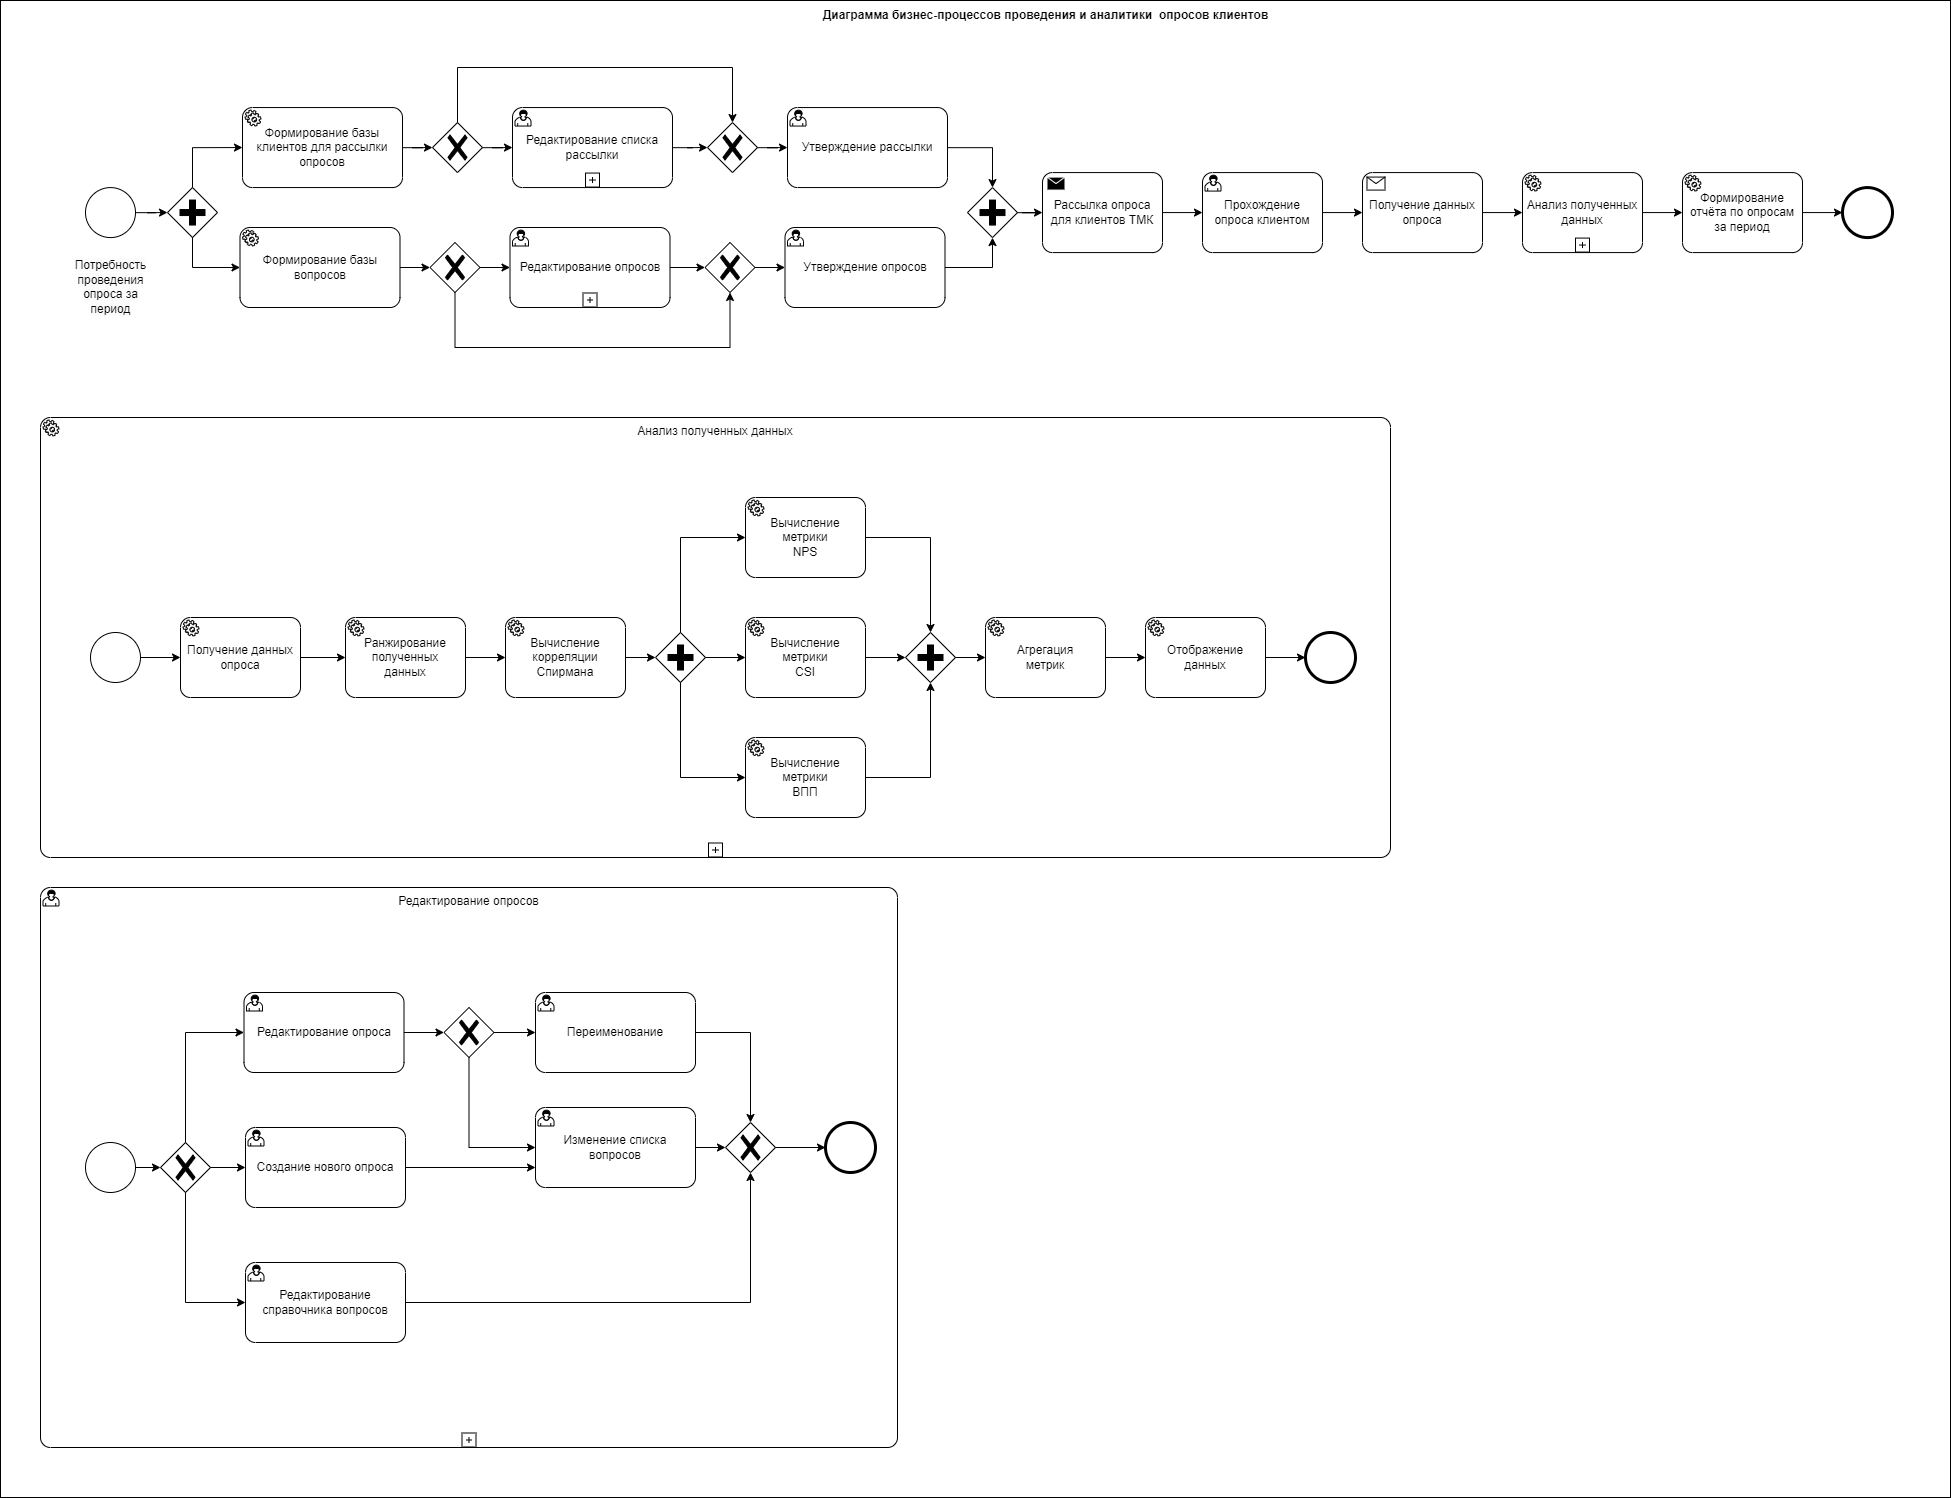 Диаграмма бизнес-процессов проведения и аналитики опросов клиентов
Формирование базы
клиентов для рассылки
опросов
Редактирование списка
рассылки
Утверждение рассылки
Потребность
проведения
опроса за
период
Формирование базы
вопросов
Редактирование опросов
Утверждение опросов
Рассылка опроса
для клиентов ТМК
Прохождение
опроса клиентом
Получение данных
опроса
Анализ полученных
данных
Формирование
отчёта по опросам
за период
Анализ полученных данных
Получение данных
опроса
Ранжирование
полученных
данных
Вычисление
корреляции
Спирмана
Вычисление
метрики
NPS
Вычисление
метрики
CSI
Вычисление
метрики
ВПП
Агрегация
метрик
Отображение
данных
Редактирование опросов
Редактирование опроса
Переименование
Создание нового опроса
Изменение списка
вопросов
Редактирование
справочника вопросов